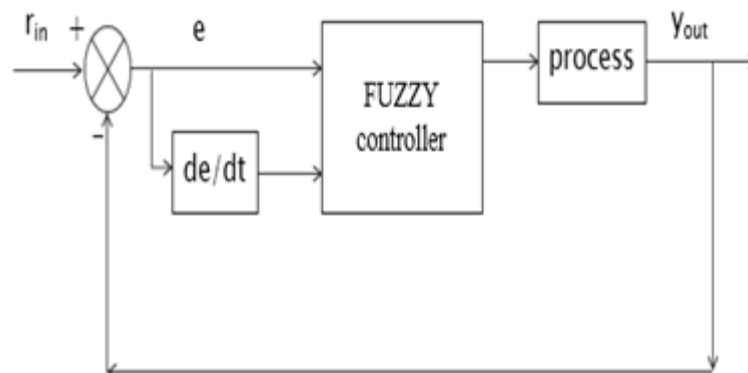 r_in + e
y_out
process
FUZZY
controller
-
de/dt